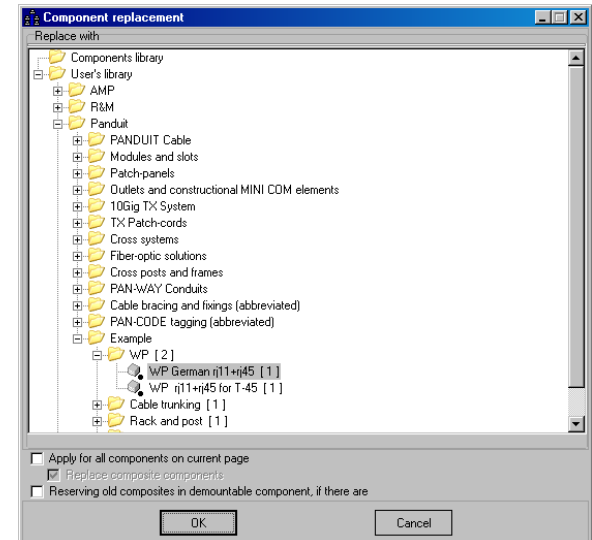 Component replacement
Replace with
Components library
User's library
AMP
R&M
Panduit
PANDUIT Cable
Modules and slots
Patch-panels
Outlets and constructional MINI COM elements
10Gig TX System
TX Patch-cords
Cross systems
Fiber-optic solutions
Cross posts and frames
PAN-WAY Conduits
Cable bracing and fixings (abbreviated)
PAN-CODE tagging (abbreviated)
Example
WP [ 2 ]
WP German rj11+rj45 [ 1 ]
WP rj11+rj45 for T-45 [ 1 ]
Cable trunking [ 1 ]
Rack and post [ 1 ]
Apply for all components on current page
Replace composite components
Reserving old composites in demountable component, if there are
OK Cancel